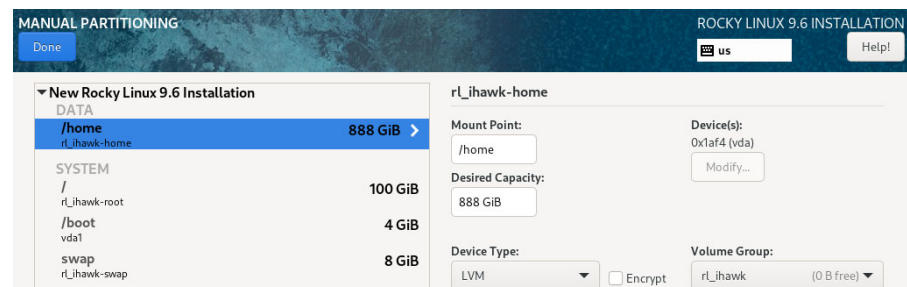 MANUAL PARTITIONING
ROCKY LINUX 9.6 INSTALLATION
Done
us
Help!
New Rocky Linux 9.6 Installation
DATA
/home
888 GiB
rl_ihawk-home
SYSTEM
/
100 GiB
rl_ihawk-root
/boot
4 GiB
vda1
swap
8 GiB
rl_ihawk-swap
rl_ihawk-home
Mount Point:
/home
Device(s):
0x1af4 (vda)
Modify...
Desired Capacity:
888 GiB
Device Type:
LVM
Encrypt
Volume Group:
rl_ihawk (0 B free)